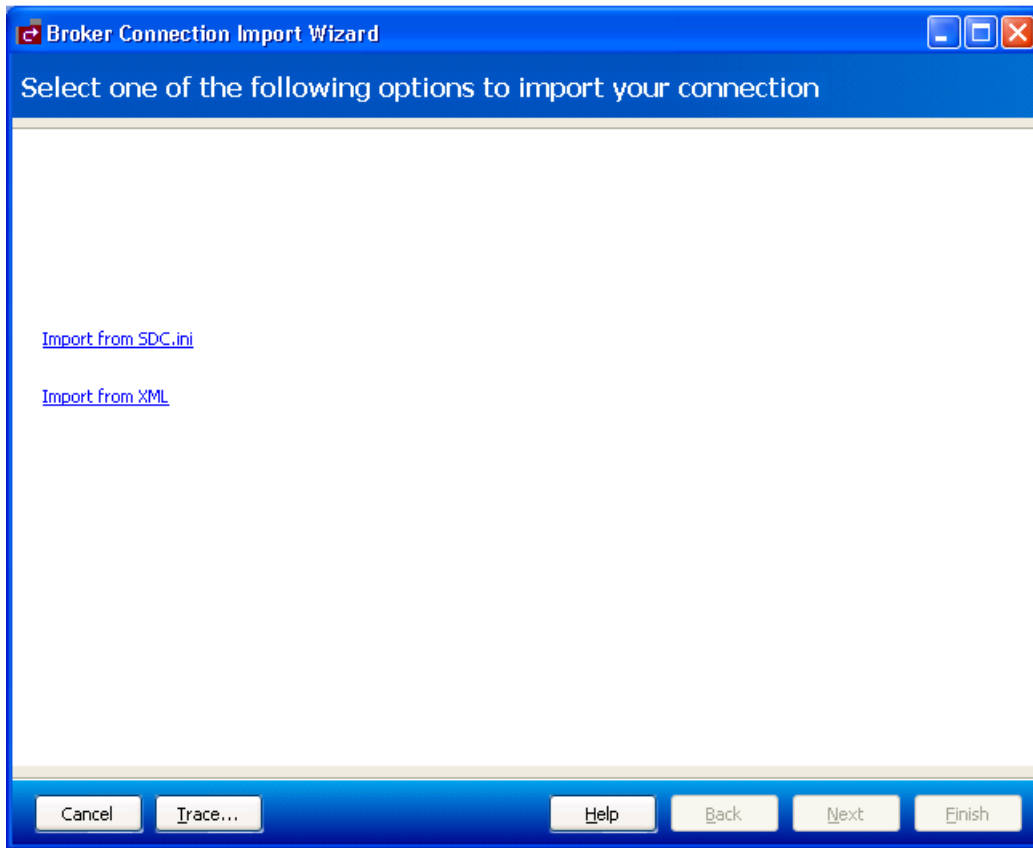 Broker Connection Import Wizard
Select one of the following options to import your connection
Import from SDC.ini
Import from XML
Cancel Trace... Help Back Next Finish